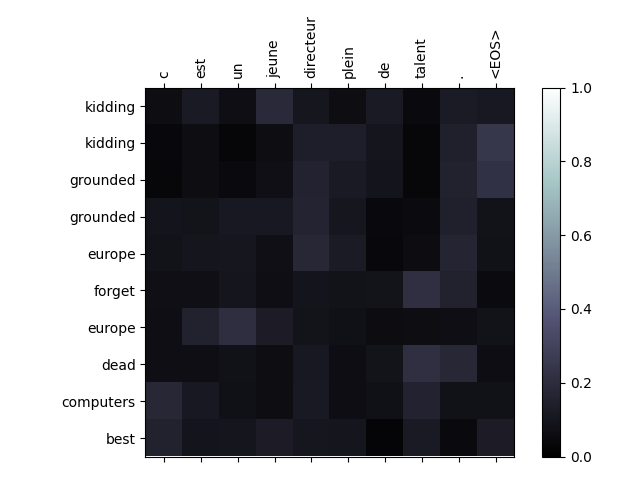 c est un jeune directeur plein de talent . <EOS>
kidding
kidding
grounded
grounded
europe
forget
europe
dead
computers
best
1.0
0.8
0.6
0.4
0.2
0.0